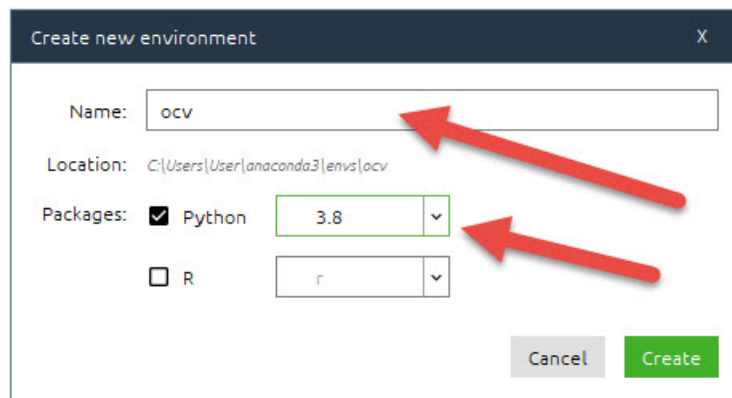 Create new environment X
Name: ocv
Location: C:\Users\User\anaconda3\envs\ocv
Packages: Python 3.8
R r
Cancel Create